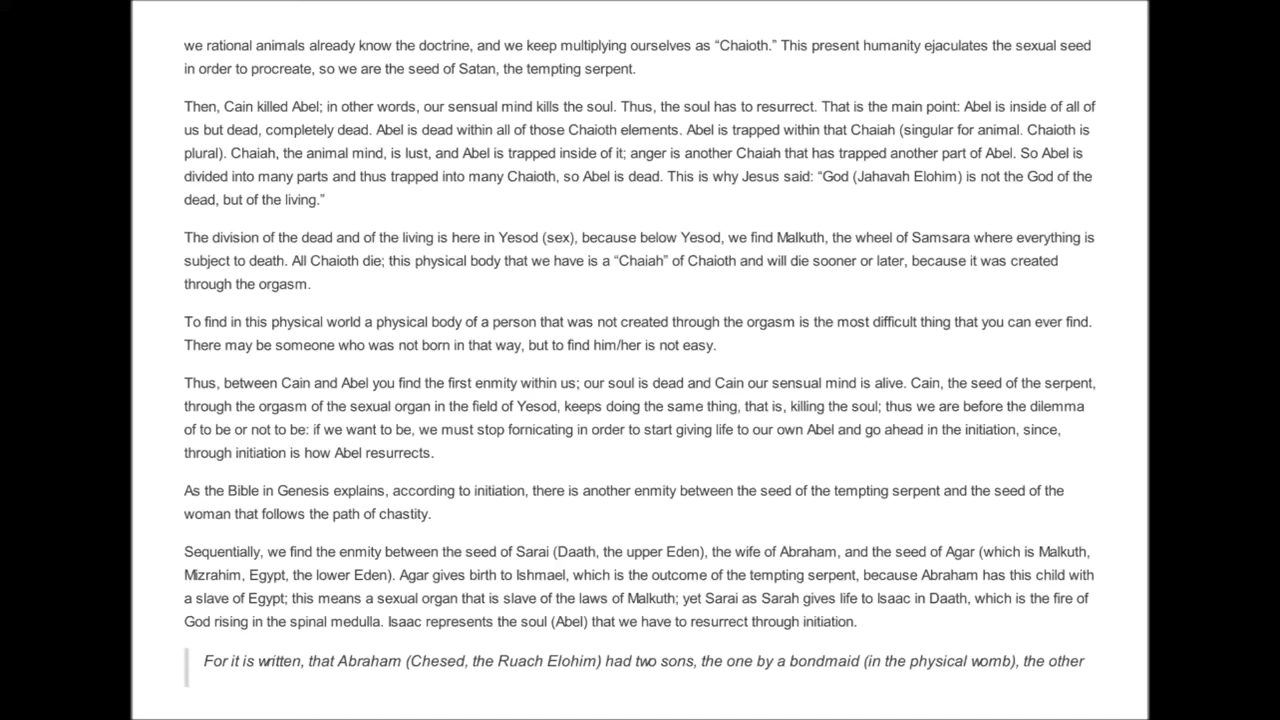 we rational animals already know the doctrine, and we keep multiplying ourselves as “Chaioth.” This present humanity ejaculates the sexual seed
in order to procreate, so we are the seed of Satan, the tempting serpent.
Then, Cain killed Abel; in other words, our sensual mind kills the soul. Thus, the soul has to resurrect. That is the main point: Abel is inside of all of
us but dead, completely dead. Abel is dead within all of those Chaioth elements. Abel is trapped within that Chaiah (singular for animal. Chaioth is
plural). Chaiah, the animal mind, is lust, and Abel is trapped inside of it; anger is another Chaiah that has trapped another part of Abel. So Abel is
divided into many parts and thus trapped into many Chaioth, so Abel is dead. This is why Jesus said: “God (Jahavah Elohim) is not the God of the
dead, but of the living.”
The division of the dead and of the living is here in Yesod (sex), because below Yesod, we find Malkuth, the wheel of Samsara where everything is
subject to death. All Chaioth die; this physical body that we have is a “Chaiah” of Chaioth and will die sooner or later, because it was created
through the orgasm.
To find in this physical world a physical body of a person that was not created through the orgasm is the most difficult thing that you can ever find.
There may be someone who was not born in that way, but to find him/her is not easy.
Thus, between Cain and Abel you find the first enmity within us; our soul is dead and Cain our sensual mind is alive. Cain, the seed of the serpent,
through the orgasm of the sexual organ in the field of Yesod, keeps doing the same thing, that is, killing the soul; thus we are before the dilemma
of to be or not to be: if we want to be, we must stop fornicating in order to start giving life to our own Abel and go ahead in the initiation, since,
through initiation is how Abel resurrects.
As the Bible in Genesis explains, according to initiation, there is another enmity between the seed of the tempting serpent and the seed of the
woman that follows the path of chastity.
Sequentially, we find the enmity between the seed of Sarai (Daath, the upper Eden), the wife of Abraham, and the seed of Agar (which is Malkuth,
Mizrahim, Egypt, the lower Eden). Agar gives birth to Ishmael, which is the outcome of the tempting serpent, because Abraham has this child with
a slave of Egypt; this means a sexual organ that is slave of the laws of Malkuth; yet Sarai as Sarah gives life to Isaac in Daath, which is the fire of
God rising in the spinal medulla. Isaac represents the soul (Abel) that we have to resurrect through initiation.
For it is written, that Abraham (Chesed, the Ruach Elohim) had two sons, the one by a bondmaid (in the physical womb), the other